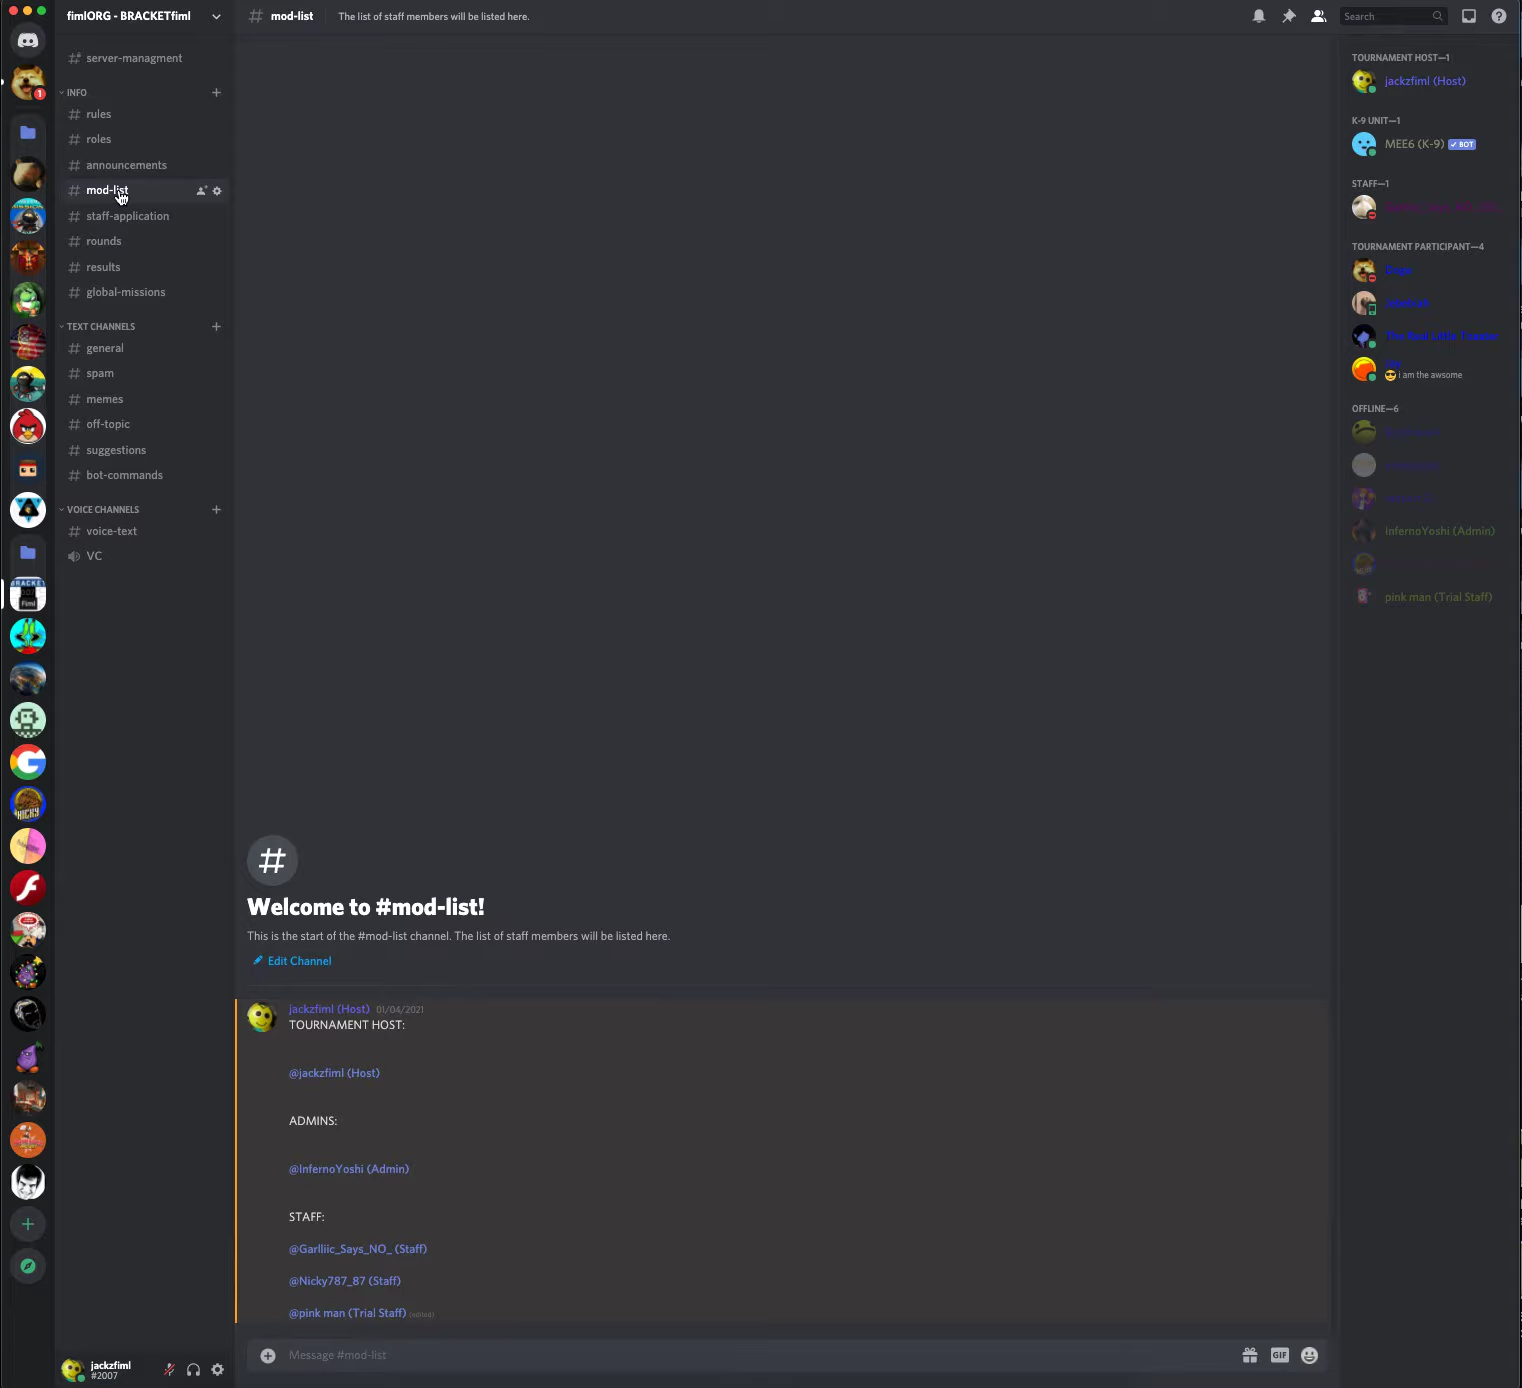 fimlORG - BRACKETfiml
server-managment
INFO
rules
roles
announcements
mod-list
staff-application
rounds
results
global-missions
TEXT CHANNELS
general
spam
memes
off-topic
suggestions
bot-commands
VOICE CHANNELS
voice-text
VC
jackzfiml
#2007
mod-list
The list of staff members will be listed here.
Search
Welcome to #mod-list!
This is the start of the #mod-list channel. The list of staff members will be listed here.
Edit Channel
jackzfiml (Host) 01/04/2021
TOURNAMENT HOST:
@jackzfiml (Host)
ADMINS:
@InfernoYoshi (Admin)
STAFF:
@Garlliic_Says_NO_ (Staff)
@Nicky787_87 (Staff)
@pink man (Trial Staff) (edited)
Message #mod-list
GIF
TOURNAMENT HOST—1
jackzfiml (Host)
K-9 UNIT—1
MEE6 (K-9) BOT
STAFF—1
TOURNAMENT PARTICIPANT—4
The Real Little Toaster
i am the awsome
OFFLINE—6
InfernoYoshi (Admin)
pink man (Trial Staff)